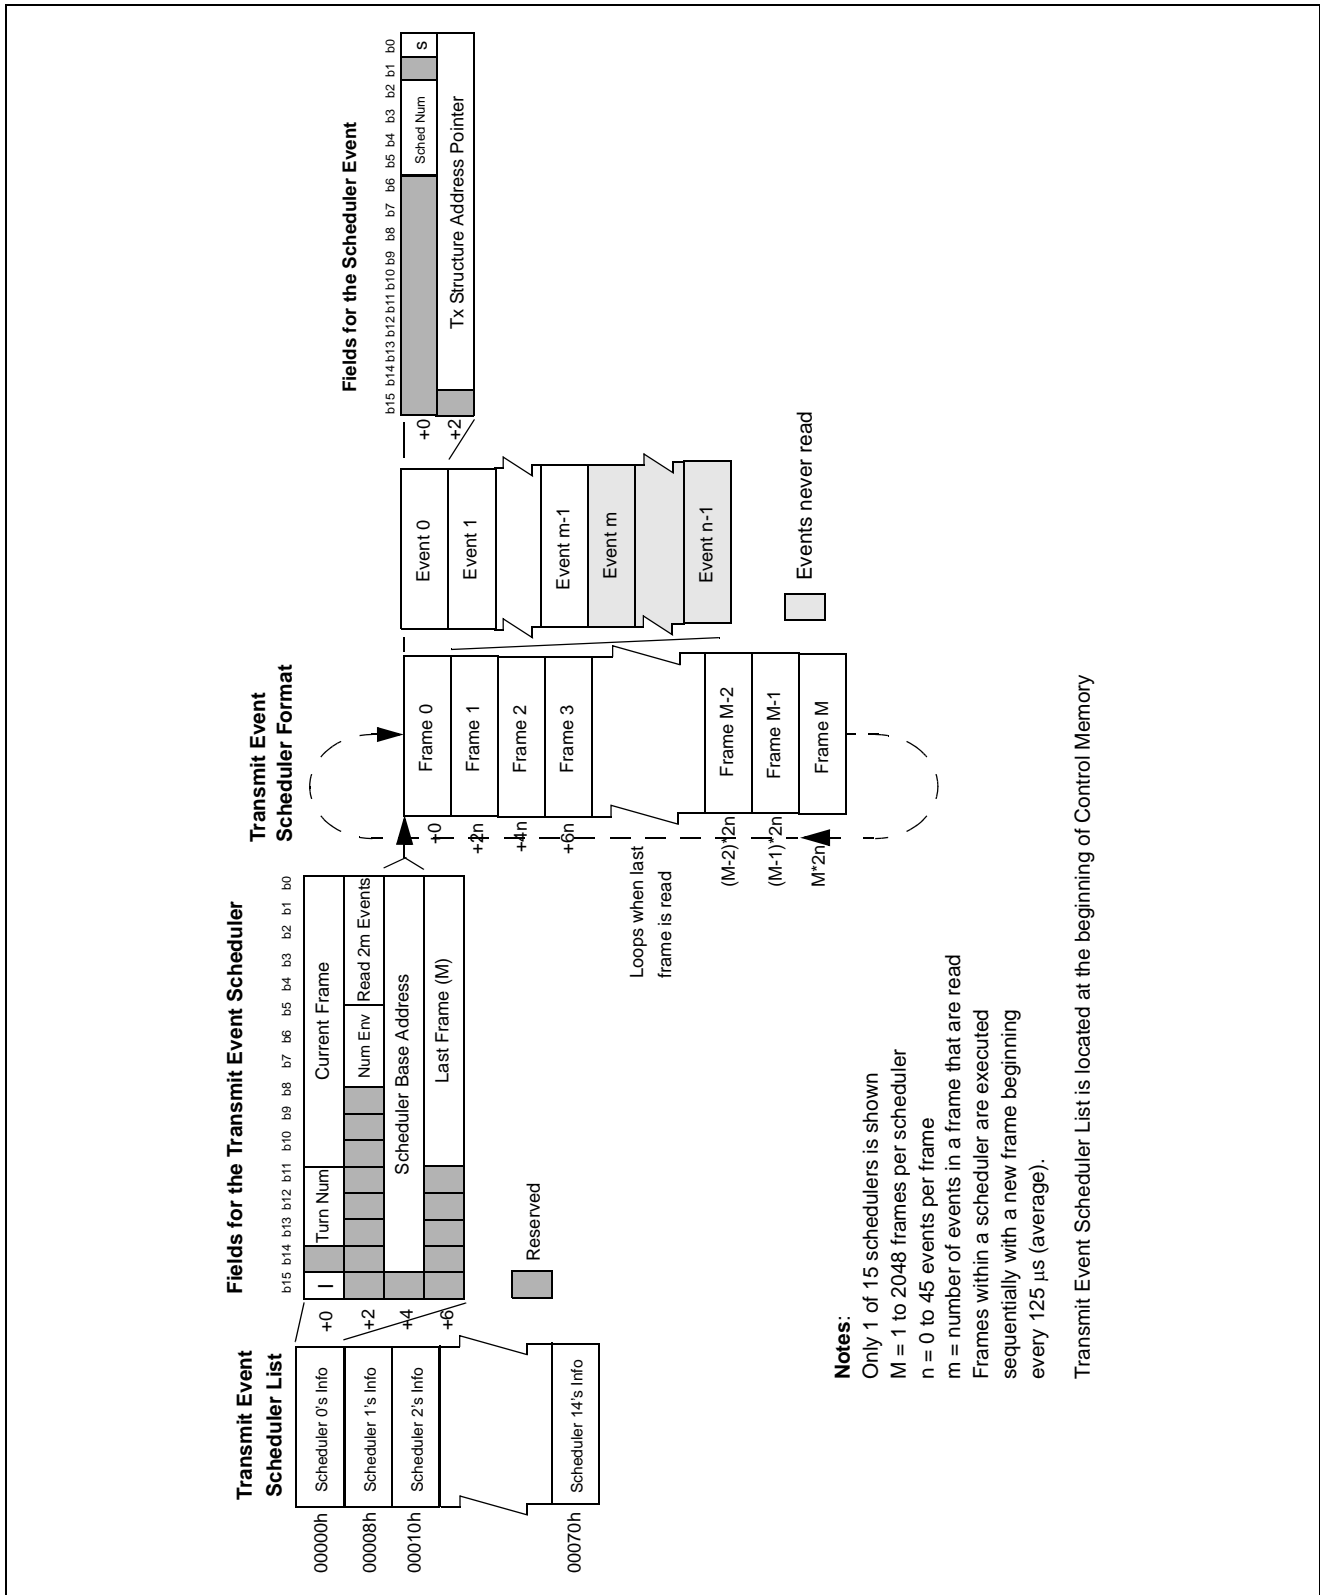 Transmit Event
Scheduler List
00000h
Scheduler 0's Info
00008h
Scheduler 1's Info
00010h
Scheduler 2's Info
00070h
Scheduler 14's Info
Fields for the Transmit Event Scheduler
b15 b14 b13 b12 b11 b10 b9 b8 b7 b6 b5 b4 b3 b2 b1 b0
+0 I Turn Num Current Frame
+2 Num Env Read 2m Events
+4 Scheduler Base Address
+6 Last Frame (M)
Reserved
Transmit Event
Scheduler Format
+0 Frame 0
+2n Frame 1
+4n Frame 2
+6n Frame 3
(M-2)*2n Frame M-2
(M-1)*2n Frame M-1
M*2n Frame M
Loops when last
frame is read
Event 0
Event 1
Event m-1
Event m
Event n-1
Events never read
Fields for the Scheduler Event
b15 b14 b13 b12 b11 b10 b9 b8 b7 b6 b5 b4 b3 b2 b1 b0
+0 Sched Num s
+2 Tx Structure Address Pointer
Notes:
Only 1 of 15 schedulers is shown
M = 1 to 2048 frames per scheduler
n = 0 to 45 events per frame
m = number of events in a frame that are read
Frames within a scheduler are executed
sequentially with a new frame beginning
every 125 µs (average).
Transmit Event Scheduler List is located at the beginning of Control Memory